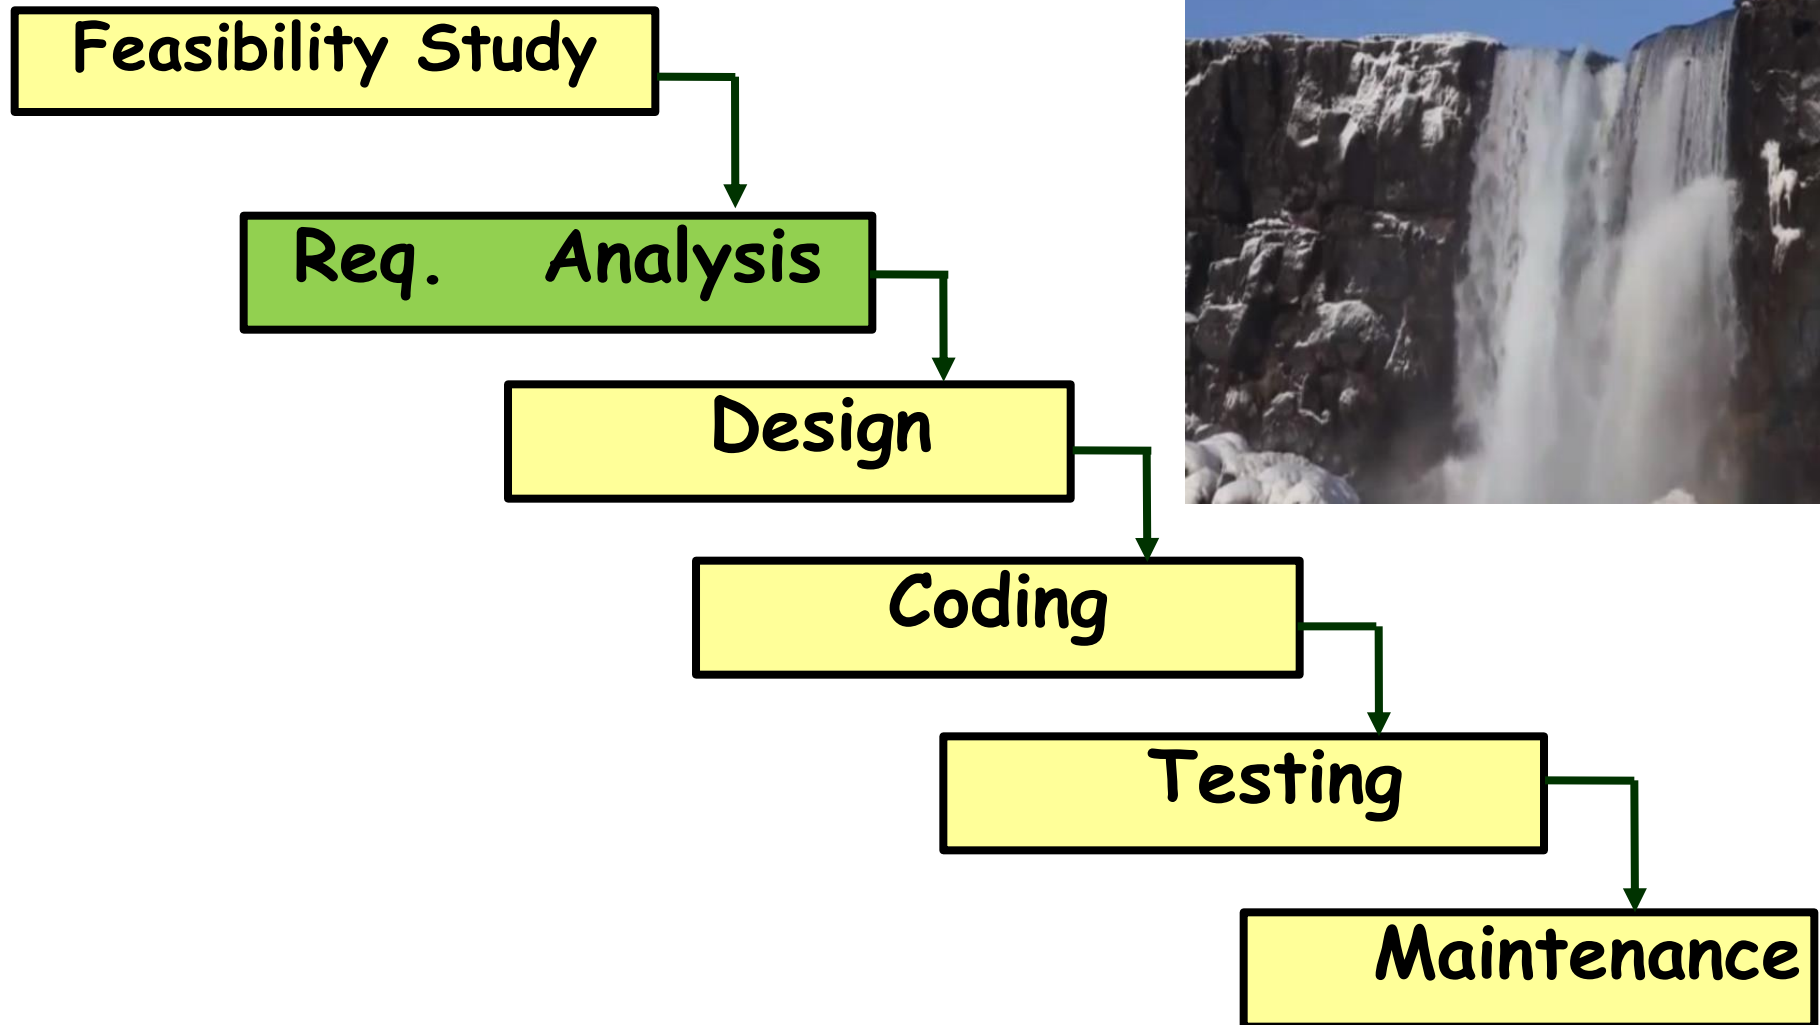 Feasibility Study
Req. Analysis
Design
Coding
Testing
Maintenance